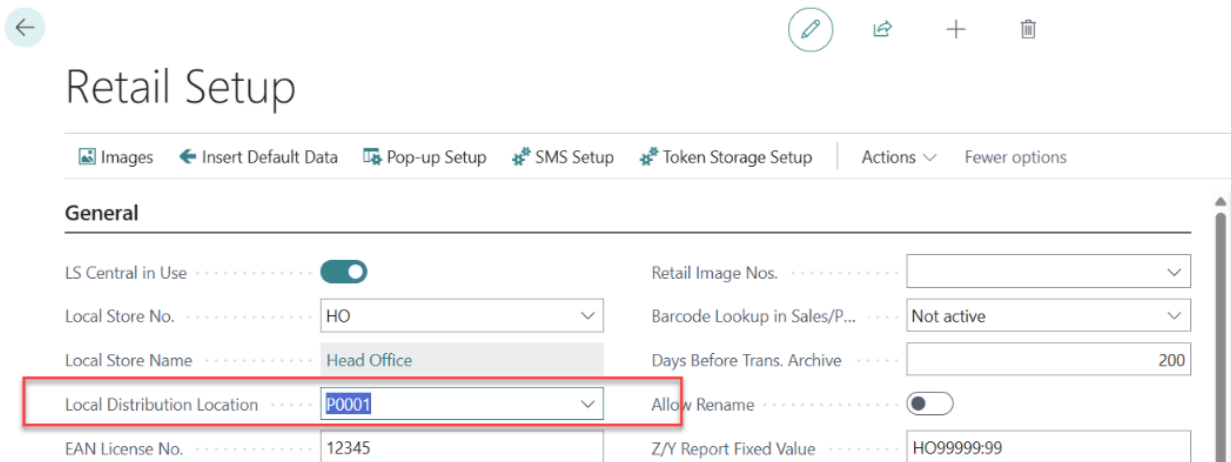 Retail Setup
Images Insert Default Data Pop-up Setup SMS Setup Token Storage Setup Actions Fewer options
General
LS Central in Use Retail Image Nos.
Local Store No. HO Barcode Lookup in Sales/P... Not active
Local Store Name Head Office Days Before Trans. Archive 200
Local Distribution Location P0001 Allow Rename
EAN License No. 12345 Z/Y Report Fixed Value HO99999:99